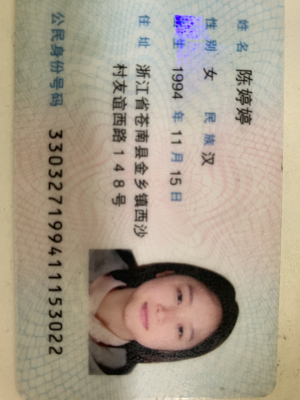 姓名 陈婷婷
性别 女 民族 汉
出生 1994 年 11 月 15 日
住址 浙江省苍南县金乡镇西沙
村友谊西路148号
公民身份号码 330327199411153022